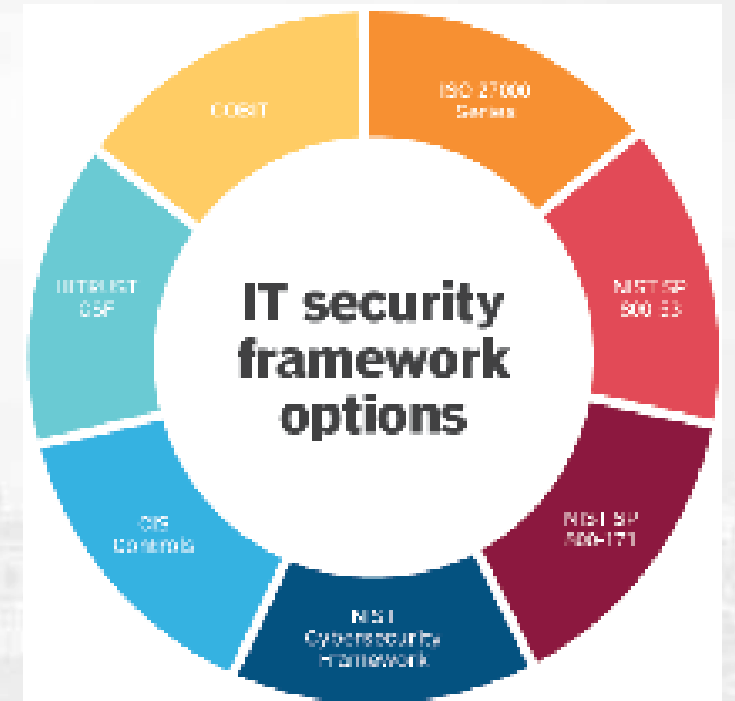 IT security
framework
options
ISO 27000
Series
NIST SP
800-53
NIST SP
800-171
NIST
Cybersecurity
Framework
CIS
Controls
HITRUST
CSF
COBIT